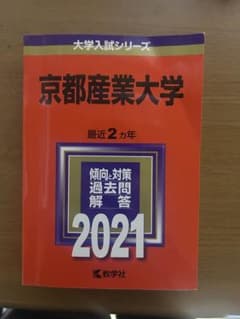 大学入試シリーズ
京都産業大学
最近2カ年
傾向と対策
過去問
解答
2021
教学社